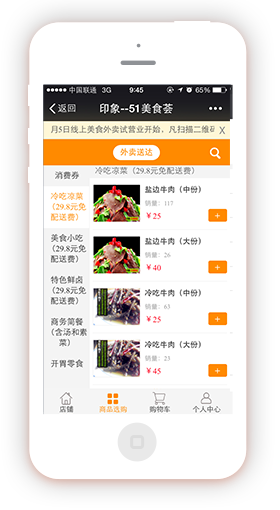 中国联通 3G 9:45 65%
返回 印象--51美食荟
月5日线上美食外卖试营业开始，凡扫描二维码
外卖送达
消费券
冷吃凉菜（29.8元免配送费）
美食小吃（29.8元免配送费）
特色鲜卤（29.8元免配送费）
商务简餐（含汤和素菜）
开胃零食
冷吃凉菜（29.8元免配送费）
盐边牛肉（中份）
销量：117
￥25
盐边牛肉（大份）
销量：26
￥40
冷吃牛肉（中份）
销量：63
￥25
冷吃牛肉（大份）
销量：23
￥45
店铺 商品选购 购物车 个人中心